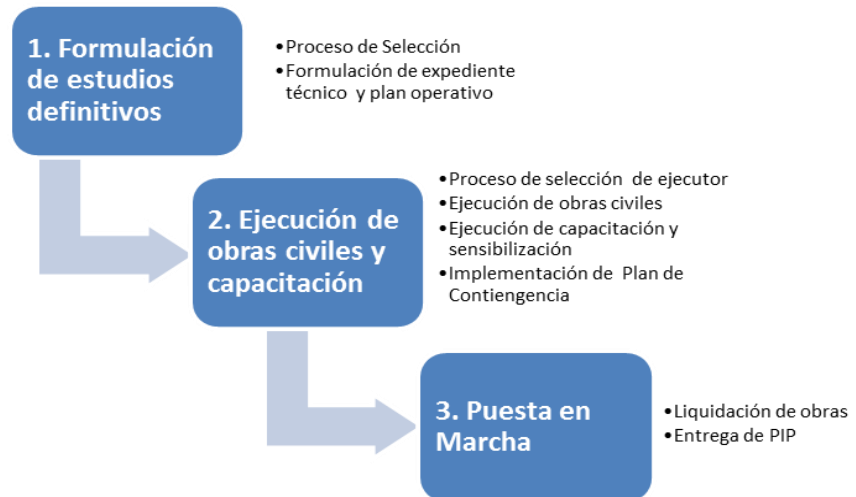 1. Formulación
de estudios
definitivos
•Proceso de Selección
•Formulación de expediente
técnico y plan operativo
2. Ejecución de
obras civiles y
capacitación
•Proceso de selección de ejecutor
•Ejecución de obras civiles
•Ejecución de capacitación y
sensibilización
•Implementación de Plan de
Contiengencia
3. Puesta en
Marcha
•Liquidación de obras
•Entrega de PIP